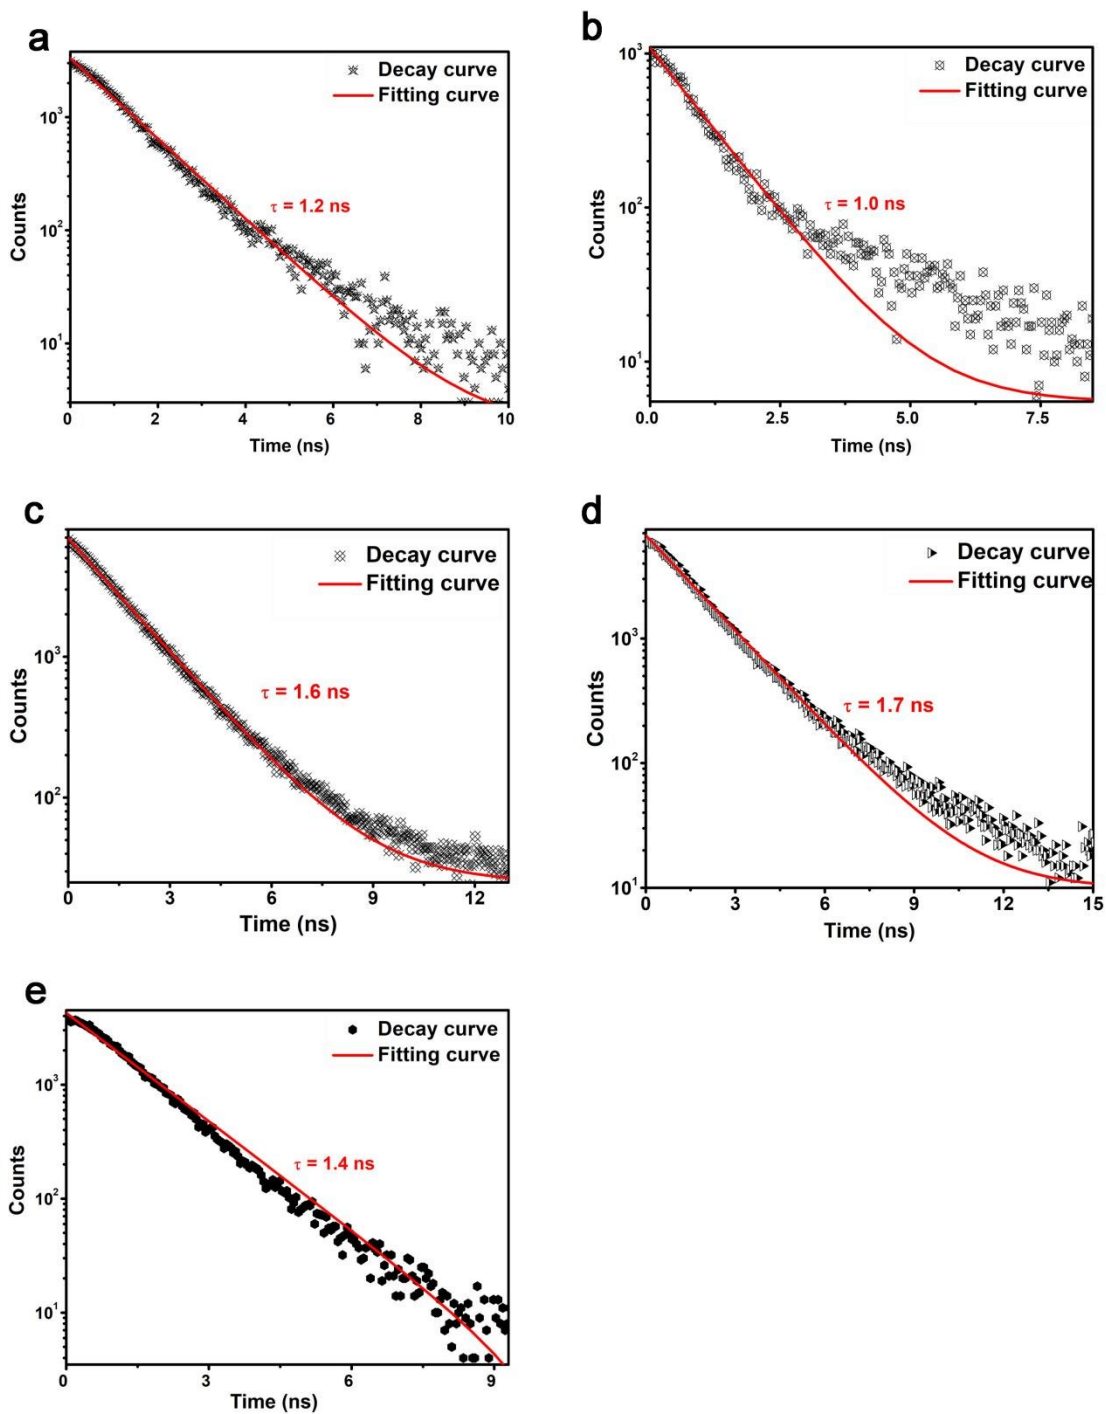 a
Decay curve
Fitting curve
τ = 1.2 ns
Counts
10³
10²
10¹
0 2 4 6 8 10
Time (ns)
b
Decay curve
Fitting curve
τ = 1.0 ns
Counts
10³
10²
10¹
0.0 2.5 5.0 7.5
Time (ns)
c
Decay curve
Fitting curve
τ = 1.6 ns
Counts
10³
10²
0 3 6 9 12
Time (ns)
d
Decay curve
Fitting curve
τ = 1.7 ns
Counts
10³
10²
10¹
0 3 6 9 12 15
Time (ns)
e
Decay curve
Fitting curve
τ = 1.4 ns
Counts
10³
10²
10¹
0 3 6 9
Time (ns)